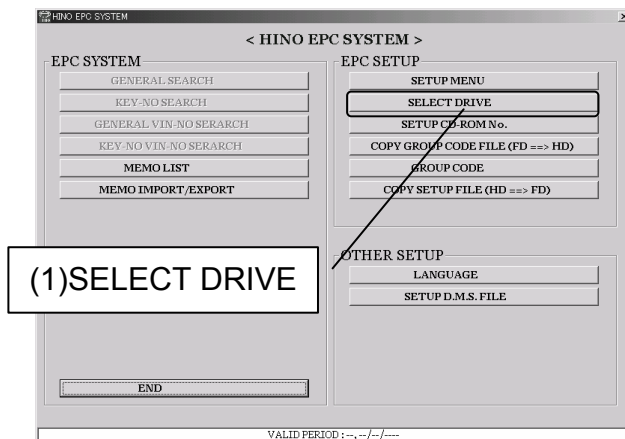 HINO EPC SYSTEM
< HINO EPC SYSTEM >
EPC SYSTEM
GENERAL SEARCH
KEY-NO SEARCH
GENERAL VIN-NO SERARCH
KEY-NO VIN-NO SERARCH
MEMO LIST
MEMO IMPORT/EXPORT
END
EPC SETUP
SETUP MENU
SELECT DRIVE
SETUP CD-ROM No.
COPY GROUP CODE FILE (FD ==> HD)
GROUP CODE
COPY SETUP FILE (HD ==> FD)
OTHER SETUP
LANGUAGE
SETUP D.M.S. FILE
(1)SELECT DRIVE
VALID PERIOD : --, --/--/----